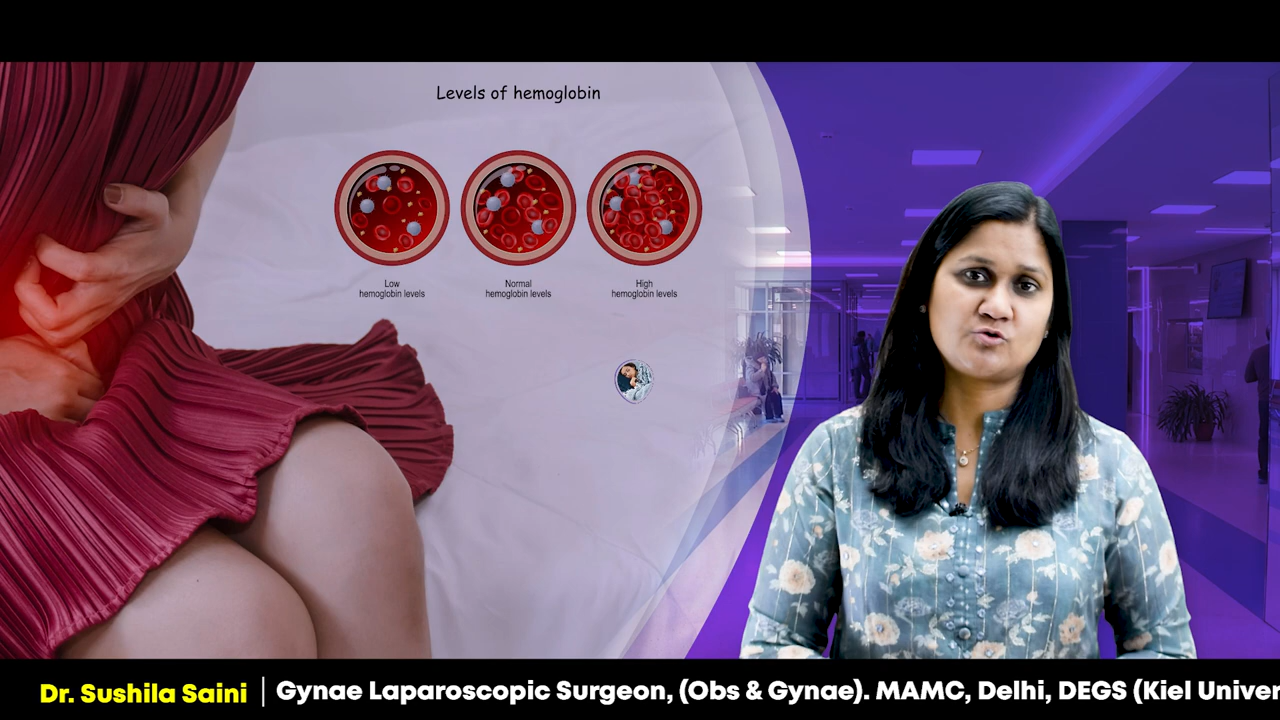 Levels of hemoglobin
Low
hemoglobin levels
Normal
hemoglobin levels
High
hemoglobin levels
Dr. Sushila Saini | Gynae Laparoscopic Surgeon, (Obs & Gynae). MAMC, Delhi, DEGS (Kiel Univer